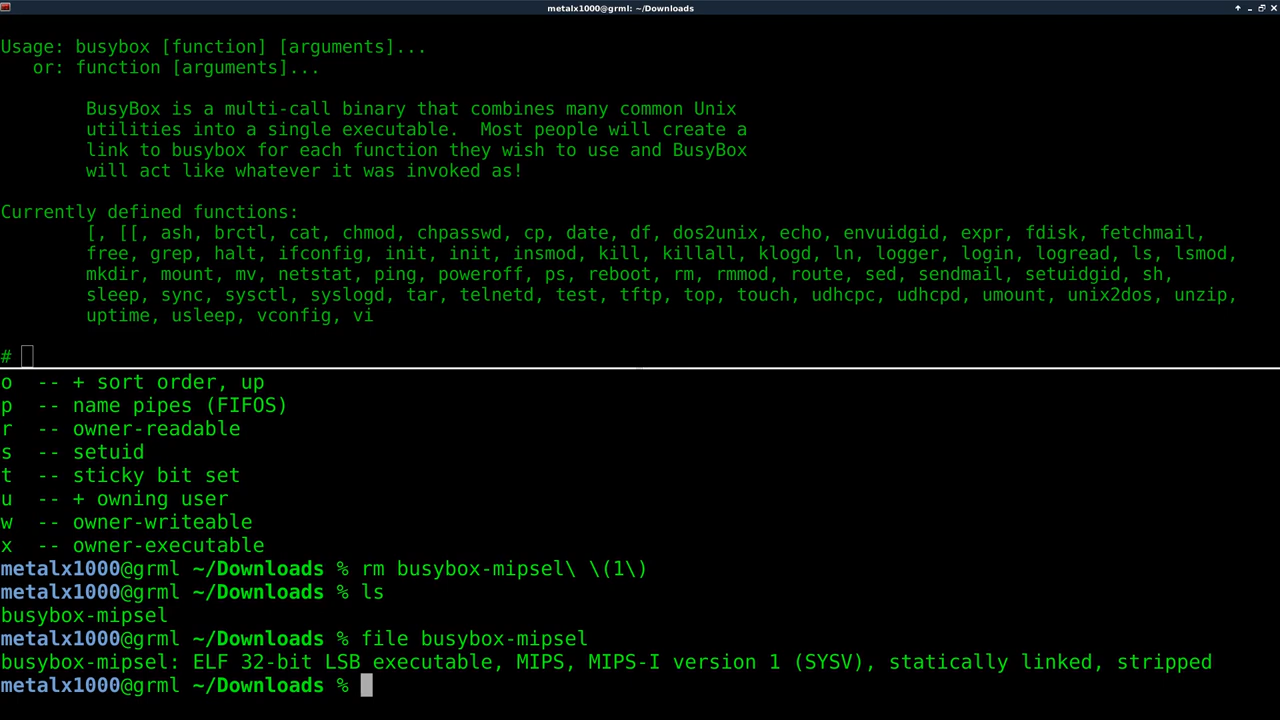 metalx1000@grml: ~/Downloads
Usage: busybox [function] [arguments]...
   or: function [arguments]...
        BusyBox is a multi-call binary that combines many common Unix
        utilities into a single executable.  Most people will create a
        link to busybox for each function they wish to use and BusyBox
        will act like whatever it was invoked as!
Currently defined functions:
        [, [[, ash, brctl, cat, chmod, chpasswd, cp, date, df, dos2unix, echo, envuidgid, expr, fdisk, fetchmail,
        free, grep, halt, ifconfig, init, init, insmod, kill, killall, klogd, ln, logger, login, logread, ls, lsmod,
        mkdir, mount, mv, netstat, ping, poweroff, ps, reboot, rm, rmmod, route, sed, sendmail, setuidgid, sh,
        sleep, sync, sysctl, syslogd, tar, telnetd, test, tftp, top, touch, udhcpc, udhcpd, umount, unix2dos, unzip,
        uptime, usleep, vconfig, vi
#
o  -- + sort order, up
p  -- name pipes (FIFOS)
r  -- owner-readable
s  -- setuid
t  -- sticky bit set
u  -- + owning user
w  -- owner-writeable
x  -- owner-executable
metalx1000@grml ~/Downloads % rm busybox-mipsel\ \(1\)
metalx1000@grml ~/Downloads % ls
busybox-mipsel
metalx1000@grml ~/Downloads % file busybox-mipsel
busybox-mipsel: ELF 32-bit LSB executable, MIPS, MIPS-I version 1 (SYSV), statically linked, stripped
metalx1000@grml ~/Downloads %